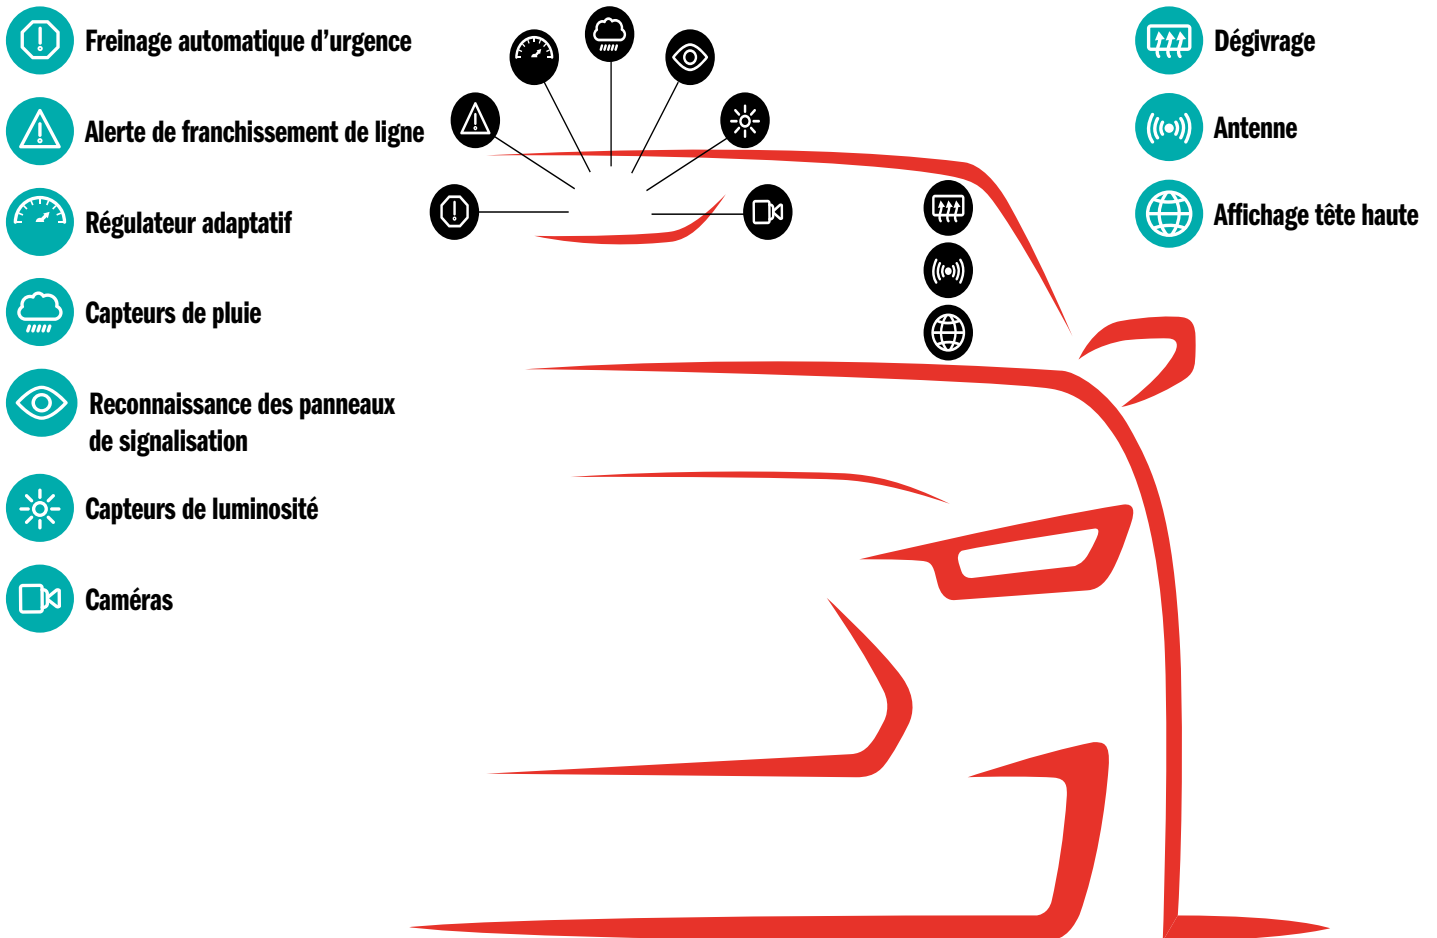 Freinage automatique d’urgence
Alerte de franchissement de ligne
Régulateur adaptatif
Capteurs de pluie
Reconnaissance des panneaux
de signalisation
Capteurs de luminosité
Caméras
Dégivrage
Antenne
Affichage tête haute